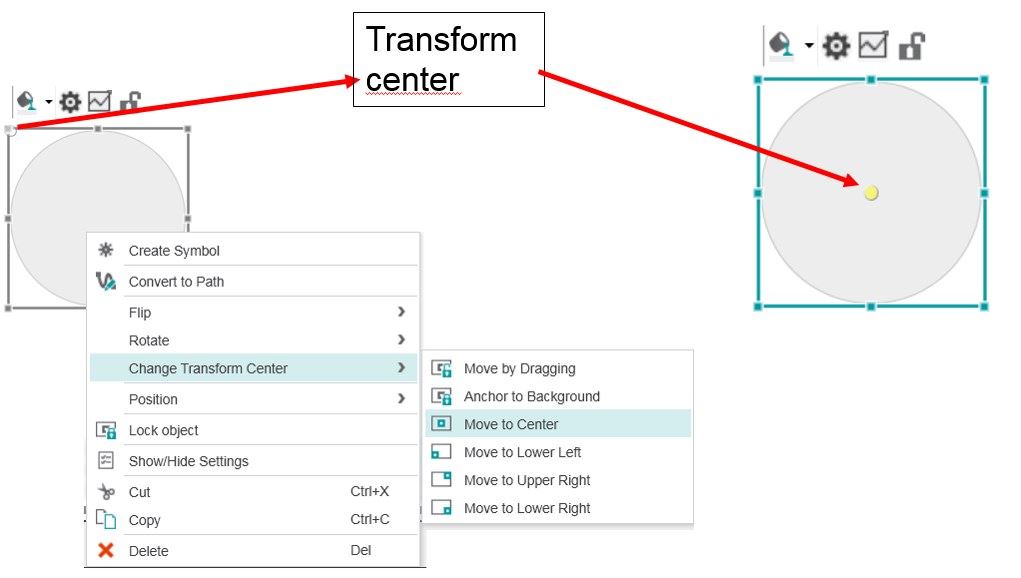 Transform
center
Create Symbol
Convert to Path
Flip
Rotate
Change Transform Center
Position
Lock object
Show/Hide Settings
Cut Ctrl+X
Copy Ctrl+C
Delete Del
Move by Dragging
Anchor to Background
Move to Center
Move to Lower Left
Move to Upper Right
Move to Lower Right